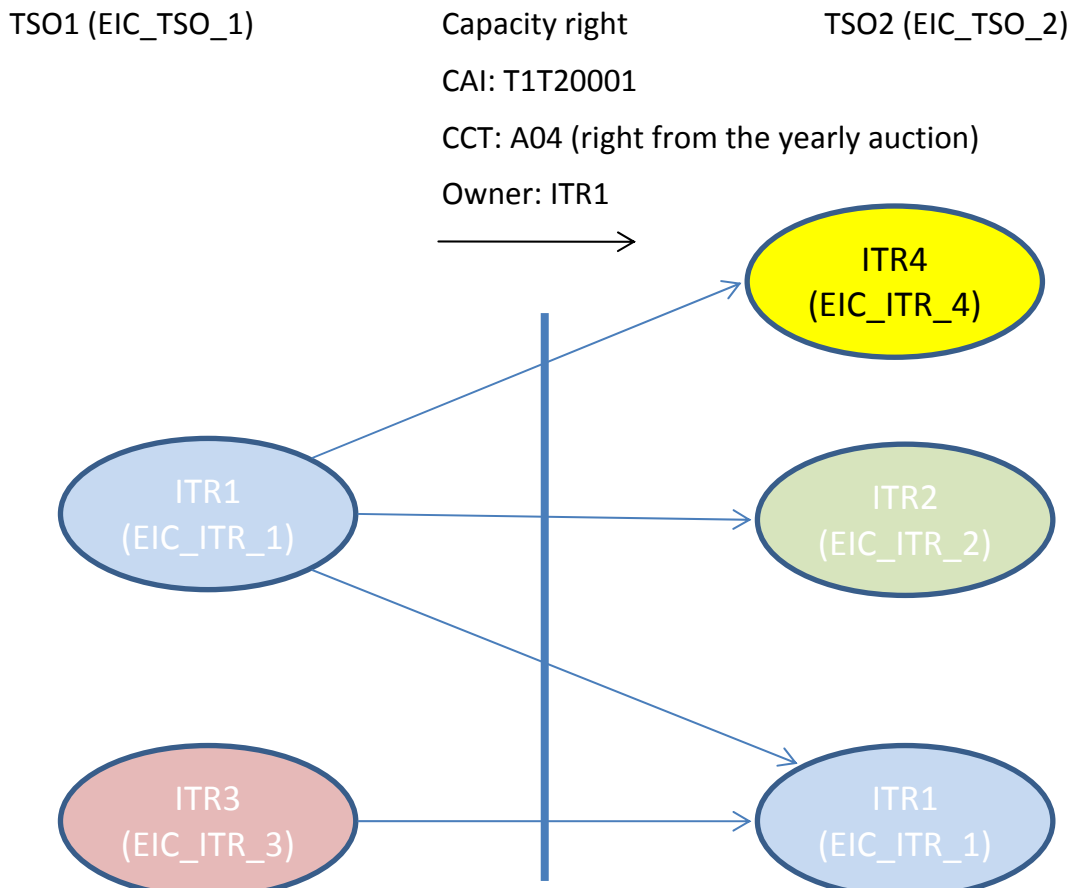 TSO1 (EIC_TSO_1)
Capacity right
TSO2 (EIC_TSO_2)
CAI: T1T20001
CCT: A04 (right from the yearly auction)
Owner: ITR1
ITR4
(EIC_ITR_4)
ITR1
(EIC_ITR_1)
ITR2
(EIC_ITR_2)
ITR3
(EIC_ITR_3)
ITR1
(EIC_ITR_1)